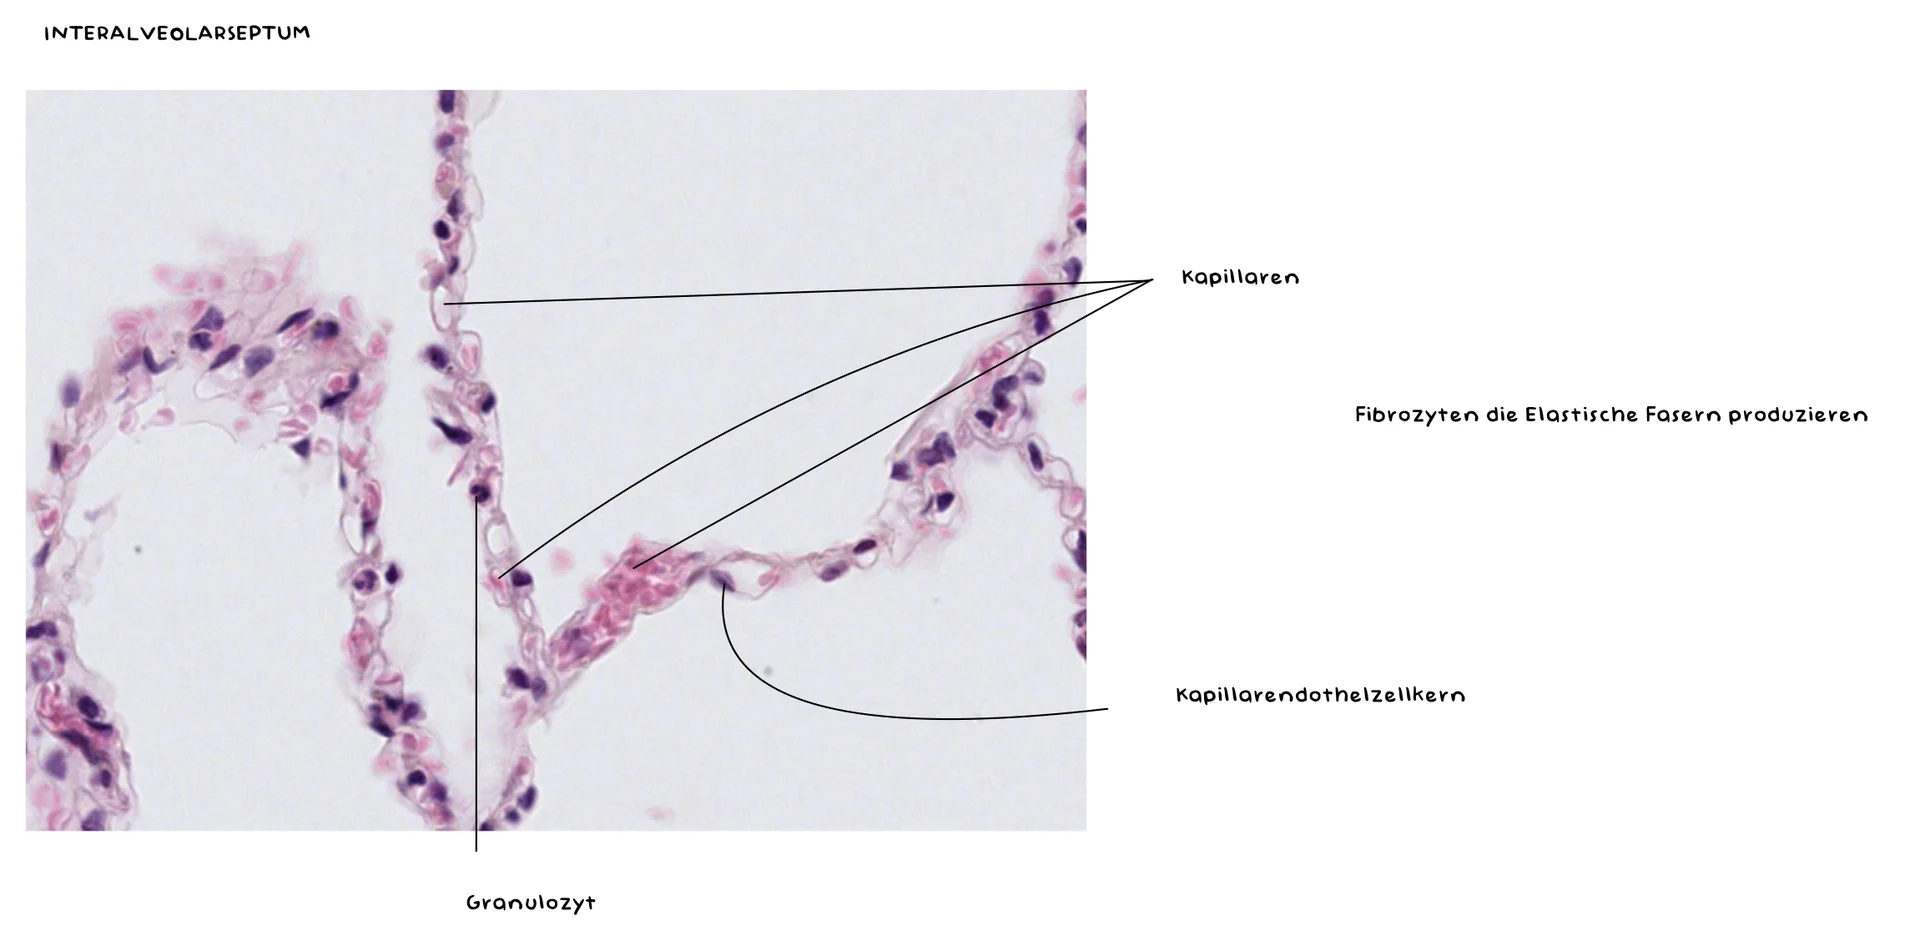 INTERALVEOLARSEPTUM
Kapillaren
Fibrozyten die Elastische Fasern produzieren
Kapillarendothelzellkern
Granulozyt